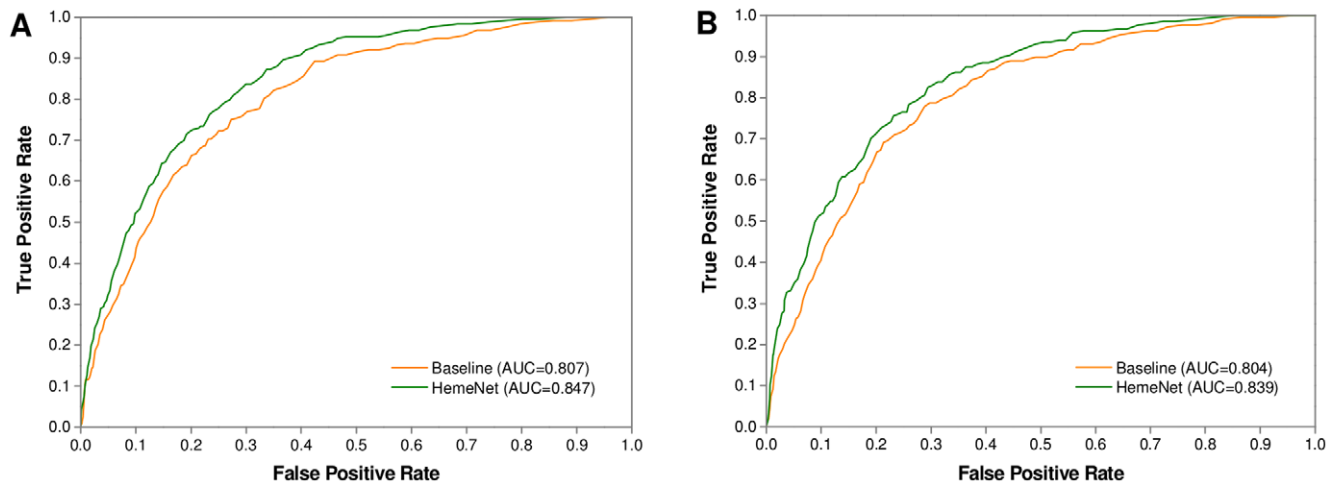 A
True Positive Rate
1.0
0.9
0.8
0.7
0.6
0.5
0.4
0.3
0.2
0.1
0.0
Baseline (AUC=0.807)
HemeNet (AUC=0.847)
0.0 0.1 0.2 0.3 0.4 0.5 0.6 0.7 0.8 0.9 1.0
False Positive Rate
B
True Positive Rate
1.0
0.9
0.8
0.7
0.6
0.5
0.4
0.3
0.2
0.1
0.0
Baseline (AUC=0.804)
HemeNet (AUC=0.839)
0.0 0.1 0.2 0.3 0.4 0.5 0.6 0.7 0.8 0.9 1.0
False Positive Rate